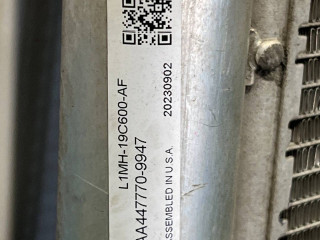 L1MH-19C600-AF
AA447770-9947
20230902
ASSEMBLED IN U.S.A.